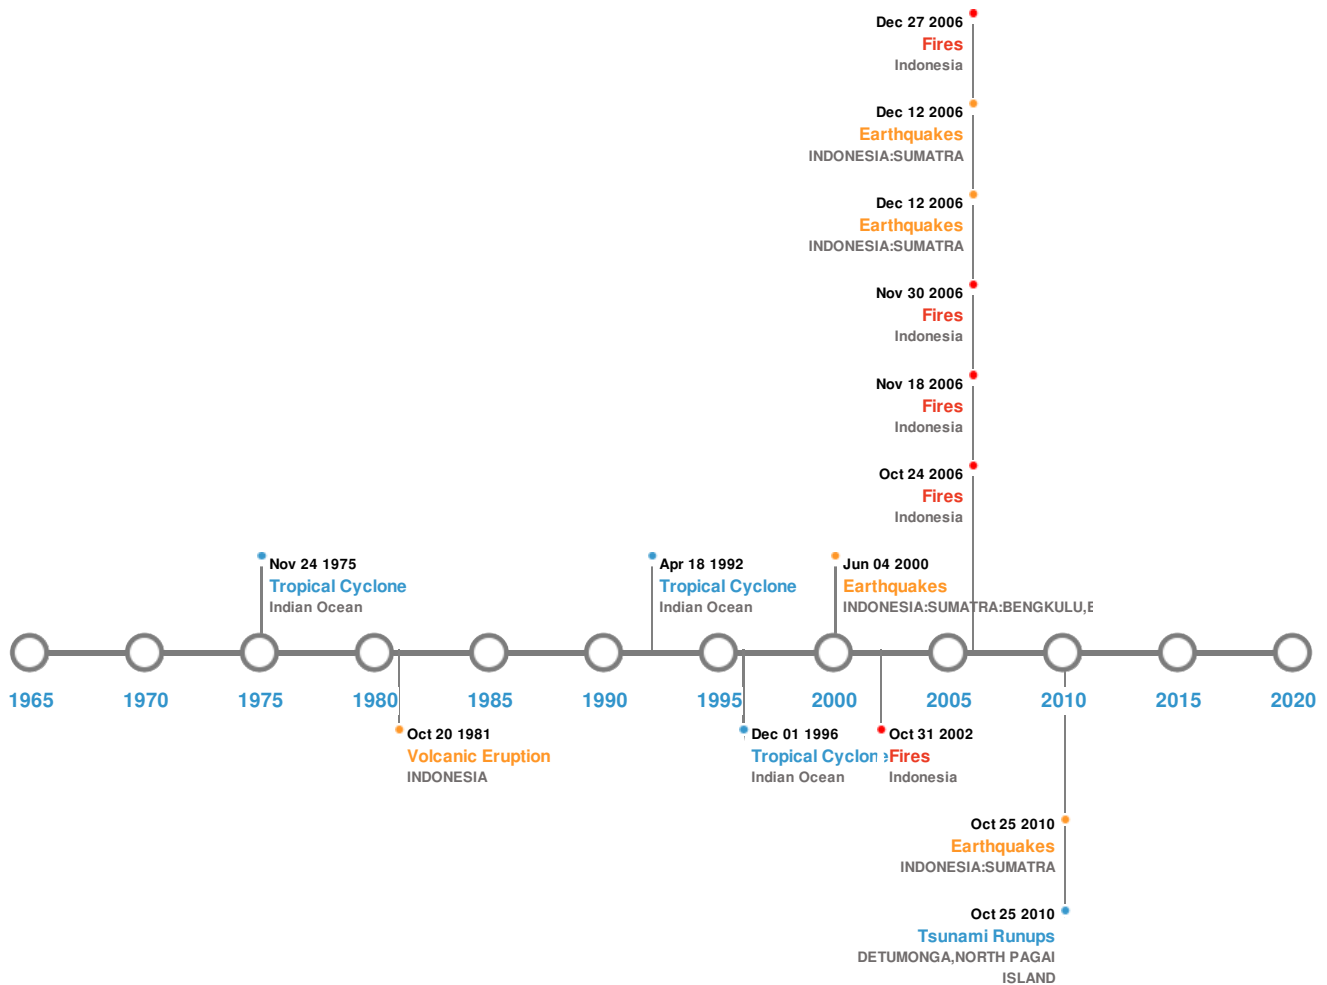 Dec 27 2006
Fires
Indonesia
Dec 12 2006
Earthquakes
INDONESIA:SUMATRA
Dec 12 2006
Earthquakes
INDONESIA:SUMATRA
Nov 30 2006
Fires
Indonesia
Nov 18 2006
Fires
Indonesia
Oct 24 2006
Fires
Indonesia
Nov 24 1975
Tropical Cyclone
Indian Ocean
Apr 18 1992
Tropical Cyclone
Indian Ocean
Jun 04 2000
Earthquakes
INDONESIA:SUMATRA:BENGKULU,E
1965 1970 1975 1980 1985 1990 1995 2000 2005 2010 2015 2020
Oct 20 1981
Volcanic Eruption
INDONESIA
Dec 01 1996
Tropical Cyclone
Indian Ocean
Oct 31 2002
Fires
Indonesia
Oct 25 2010
Earthquakes
INDONESIA:SUMATRA
Oct 25 2010
Tsunami Runups
DETUMONGA,NORTH PAGAI
ISLAND